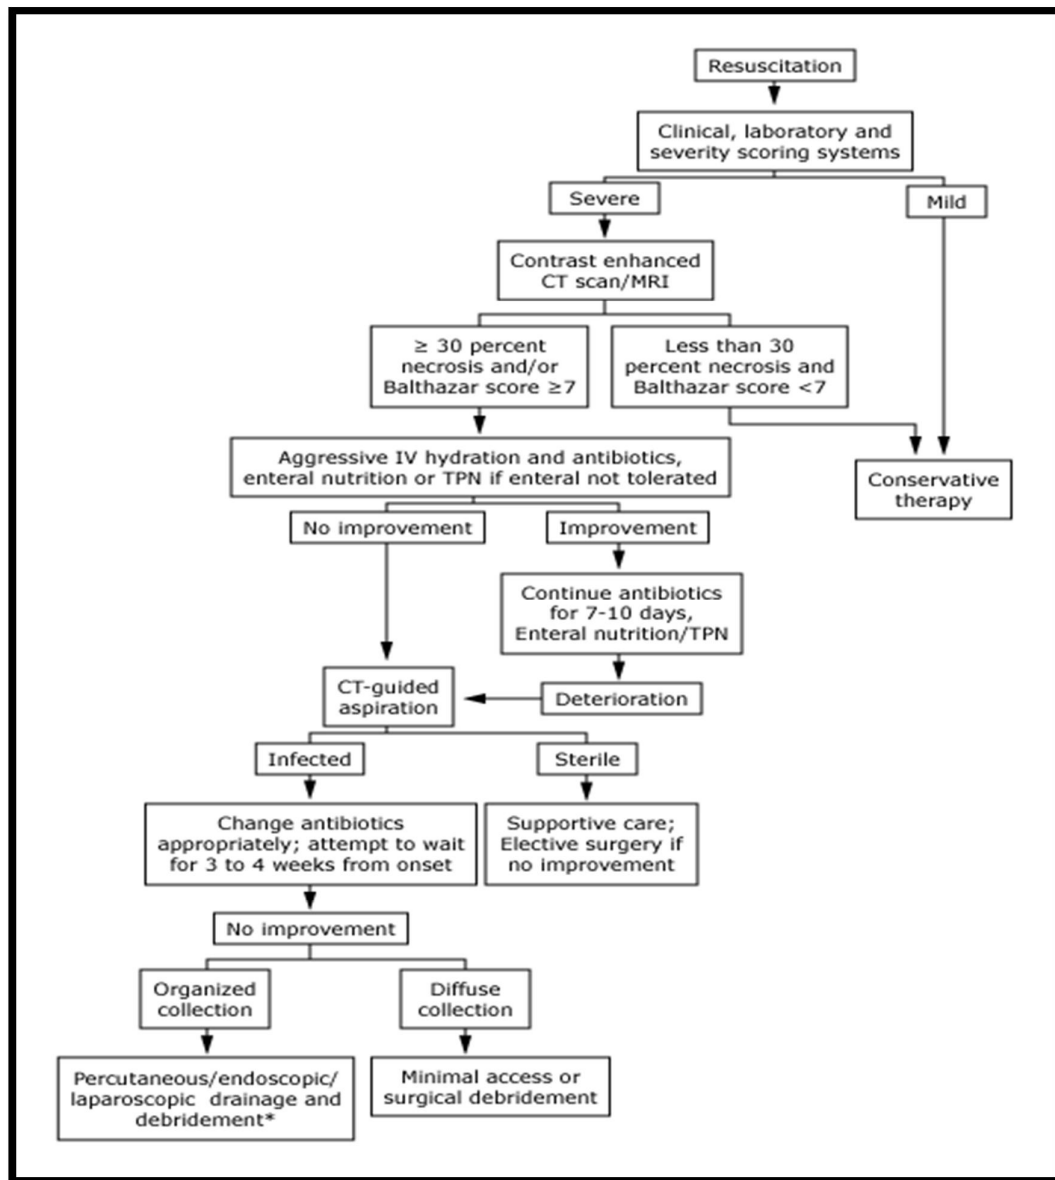 Resuscitation
Clinical, laboratory and
severity scoring systems
Severe
Mild
Contrast enhanced
CT scan/MRI
≥ 30 percent
necrosis and/or
Balthazar score ≥7
Less than 30
percent necrosis and
Balthazar score <7
Aggressive IV hydration and antibiotics,
enteral nutrition or TPN if enteral not tolerated
Conservative
therapy
No improvement
Improvement
Continue antibiotics
for 7-10 days,
Enteral nutrition/TPN
CT-guided
aspiration
Deterioration
Infected
Sterile
Change antibiotics
appropriately; attempt to wait
for 3 to 4 weeks from onset
Supportive care;
Elective surgery if
no improvement
No improvement
Organized
collection
Diffuse
collection
Percutaneous/endoscopic/
laparoscopic drainage and
debridement*
Minimal access or
surgical debridement